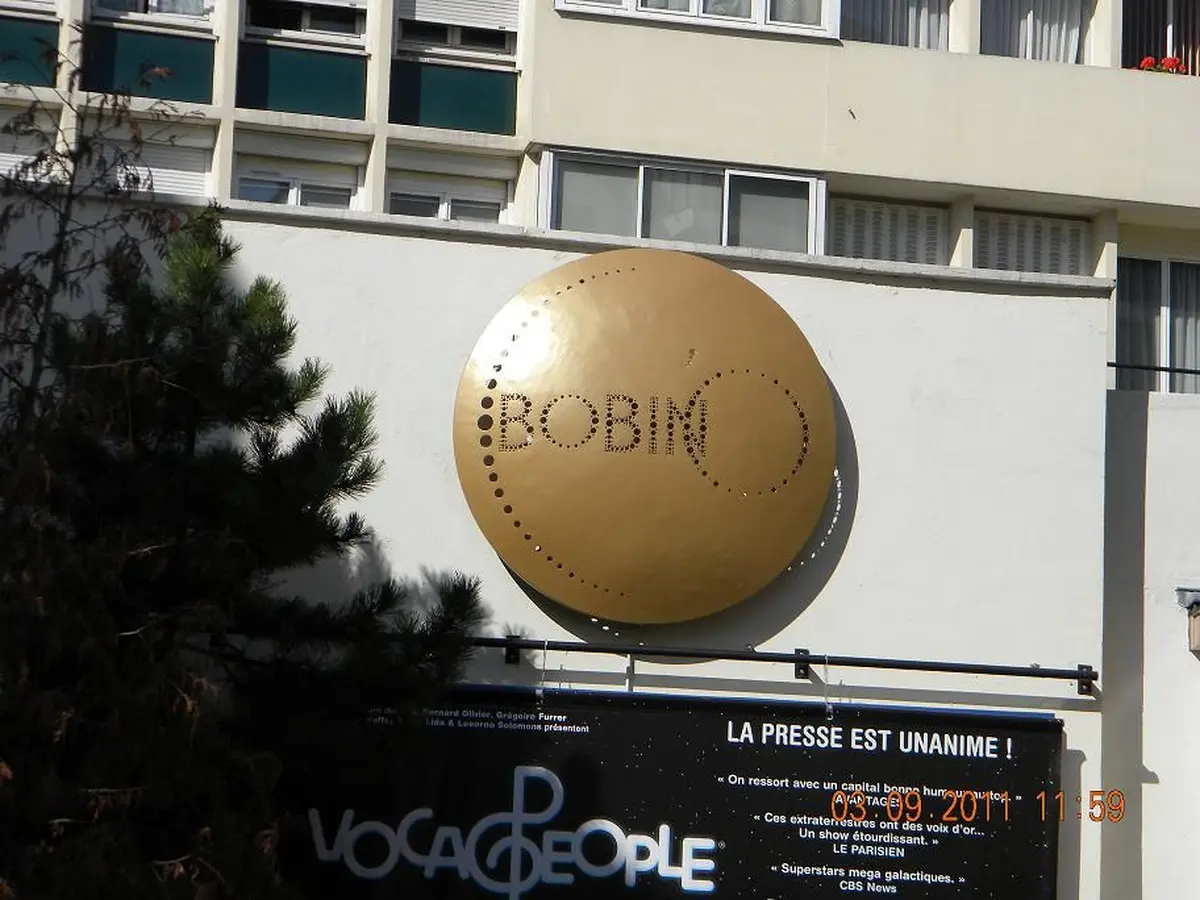 BOBINO
Bernard Olivier, Grégoire Furrer
Lida & Luserna Solomons présentent
VOCA PEOPLE
LA PRESSE EST UNANIME !
« On ressort avec un capital bonne humeur »
AVANTAGES
« Ces extraterrestres ont des voix d'or...
Un show étourdissant. »
LE PARISIEN
« Superstars mega galactiques. »
CBS News
03.09.2011 11:59